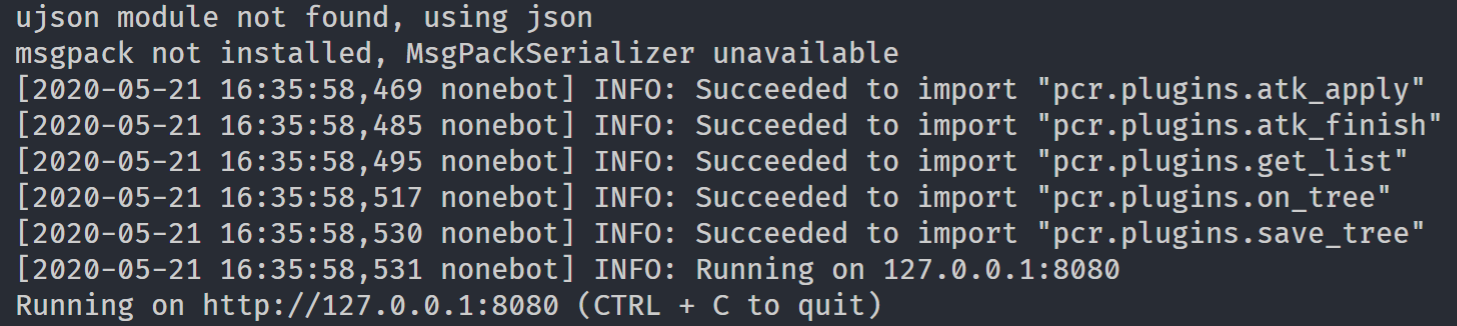 ujson module not found, using json
msgpack not installed, MsgPackSerializer unavailable
[2020-05-21 16:35:58,469 nonebot] INFO: Succeeded to import "pcr.plugins.atk_apply"
[2020-05-21 16:35:58,485 nonebot] INFO: Succeeded to import "pcr.plugins.atk_finish"
[2020-05-21 16:35:58,495 nonebot] INFO: Succeeded to import "pcr.plugins.get_list"
[2020-05-21 16:35:58,517 nonebot] INFO: Succeeded to import "pcr.plugins.on_tree"
[2020-05-21 16:35:58,530 nonebot] INFO: Succeeded to import "pcr.plugins.save_tree"
[2020-05-21 16:35:58,531 nonebot] INFO: Running on 127.0.0.1:8080
Running on http://127.0.0.1:8080 (CTRL + C to quit)